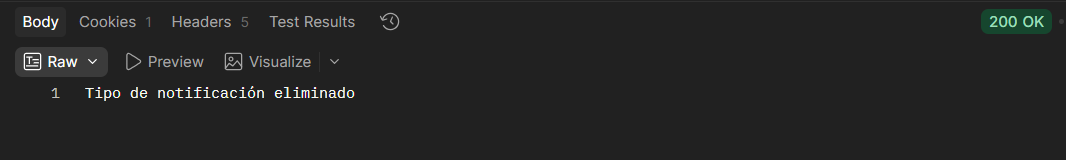 Body Cookies 1 Headers 5 Test Results 200 OK
Raw Preview Visualize
1 Tipo de notificación eliminado